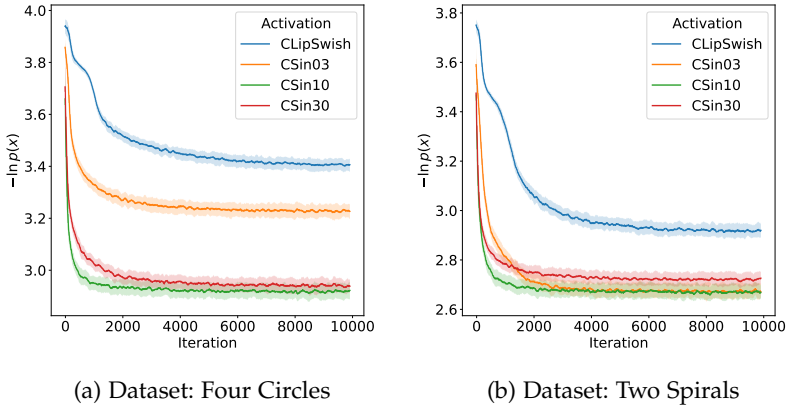 4.0
3.8
3.6
3.4
3.2
3.0
−ln p(x)
Activation
CLipSwish
CSin03
CSin10
CSin30
0 2000 4000 6000 8000 10000
Iteration
(a) Dataset: Four Circles
3.8
3.6
3.4
3.2
3.0
2.8
2.6
−ln p(x)
Activation
CLipSwish
CSin03
CSin10
CSin30
0 2000 4000 6000 8000 10000
Iteration
(b) Dataset: Two Spirals